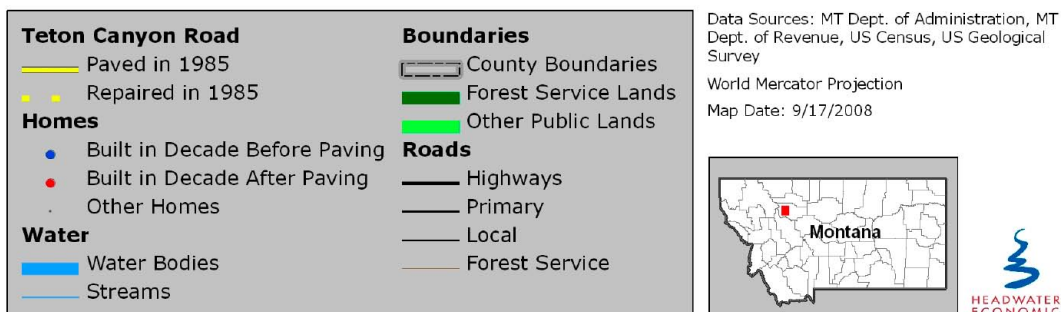 Teton Canyon Road
Paved in 1985
Repaired in 1985
Homes
Built in Decade Before Paving
Built in Decade After Paving
Other Homes
Water
Water Bodies
Streams
Boundaries
County Boundaries
Forest Service Lands
Other Public Lands
Roads
Highways
Primary
Local
Forest Service
Data Sources: MT Dept. of Administration, MT
Dept. of Revenue, US Census, US Geological
Survey
World Mercator Projection
Map Date: 9/17/2008
Montana
HEADWATER
ECONOMIC